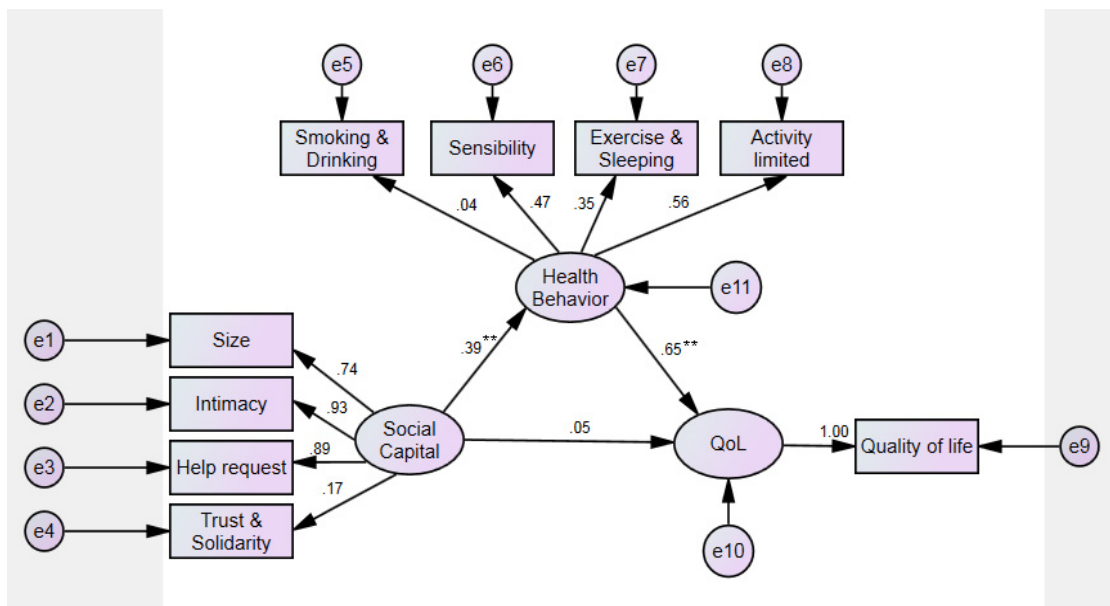 e5
e6
e7
e8
Smoking &
Drinking
Sensibility
Exercise &
Sleeping
Activity
limited
.04
.47
.35
.56
Health
Behavior
e11
e1
Size
.74
.39**
.65**
e2
Intimacy
.93
Social
Capital
.05
QoL
1.00
Quality of life
e9
e3
Help request
.89
.17
e4
Trust &
Solidarity
e10